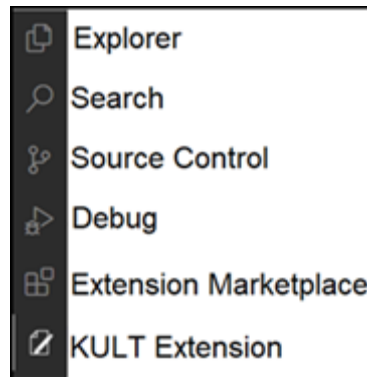 Explorer
Search
Source Control
Debug
Extension Marketplace
KULT Extension